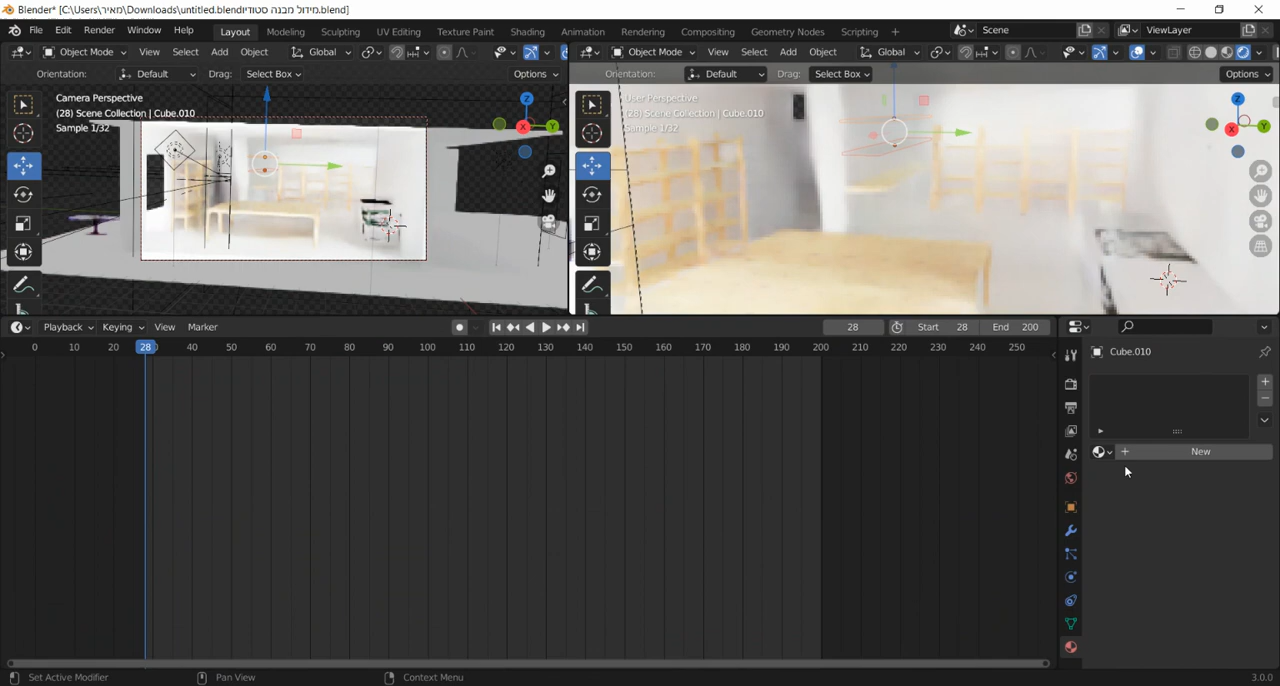 Blender* [C:\Users\מאיר\Downloads\untitled.blendמידול מבנה סטודיו.blend]
File Edit Render Window Help Layout Modeling Sculpting UV Editing Texture Paint Shading Animation Rendering Compositing Geometry Nodes Scripting + Scene ViewLayer
Object Mode View Select Add Object Global Object Mode View Select Add Object Global
Orientation: Default Drag: Select Box Options Orientation: Default Drag: Select Box Options
Camera Perspective
(28) Scene Collection | Cube.010
Sample 1/32
Z
X
Y
User Perspective
(28) Scene Collection | Cube.010
Sample 1/32
Z
X
Y
Playback Keying View Marker 28 Start 28 End 200
0 10 20 28 40 50 60 70 80 90 100 110 120 130 140 150 160 170 180 190 200 210 220 230 240 250
Cube.010
+ New
Set Active Modifier Pan View Context Menu 3.0.0